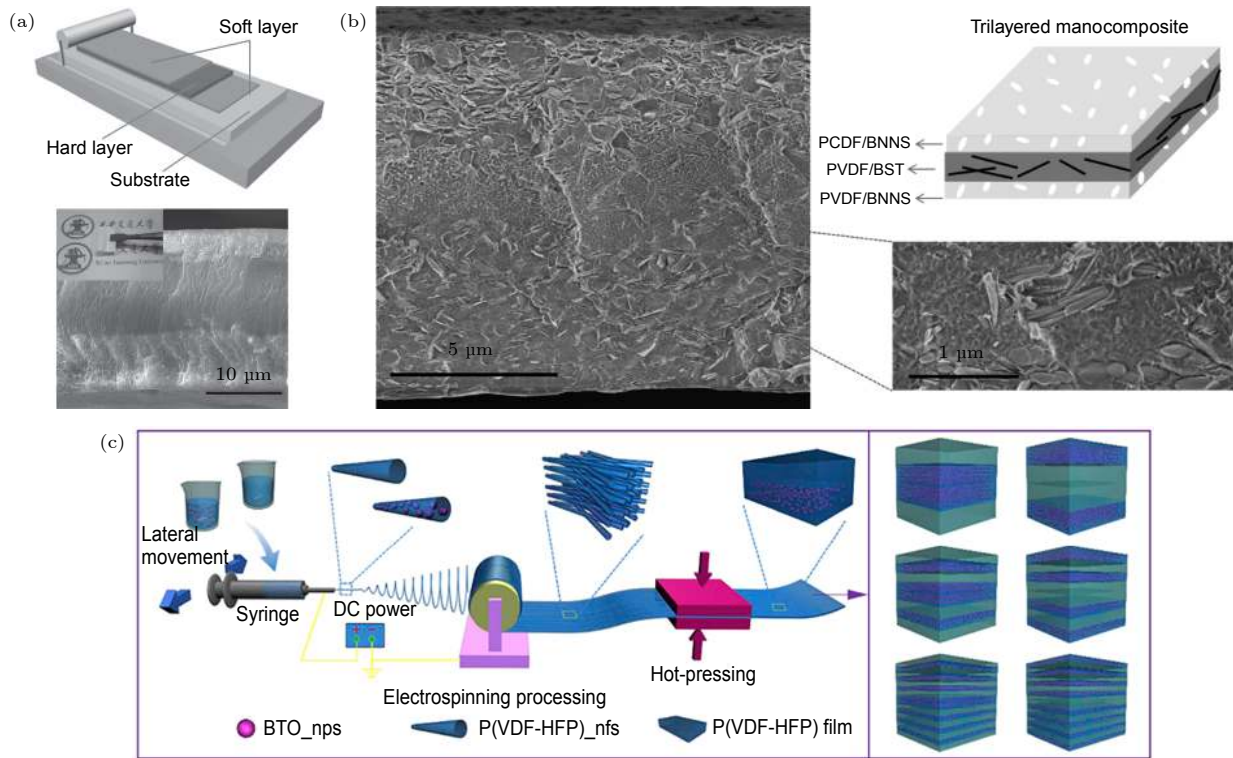 (a)
Soft layer
Hard layer
Substrate
10 µm
(b)
5 µm
Trilayered manocomposite
PCDF/BNNS
PVDF/BST
PVDF/BNNS
1 µm
(c)
Lateral
movement
Syringe
DC power
Electrospinning processing
Hot-pressing
BTO_nps
P(VDF-HFP)_nfs
P(VDF-HFP) film